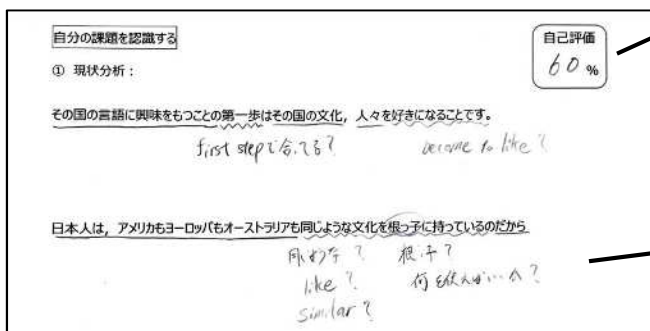 自分の課題を認識する
自己評価
60%
① 現状分析：
その国の言語に興味をもつことの第一歩はその国の文化，人々を好きになることです。
first stepで合ってる？ become to like？
日本人は，アメリカもヨーロッパもオーストラリアも同じような文化を根っ子に持っているのだから
同じような？ 根っ子？
like？ 何を使えばいいか？
similar？